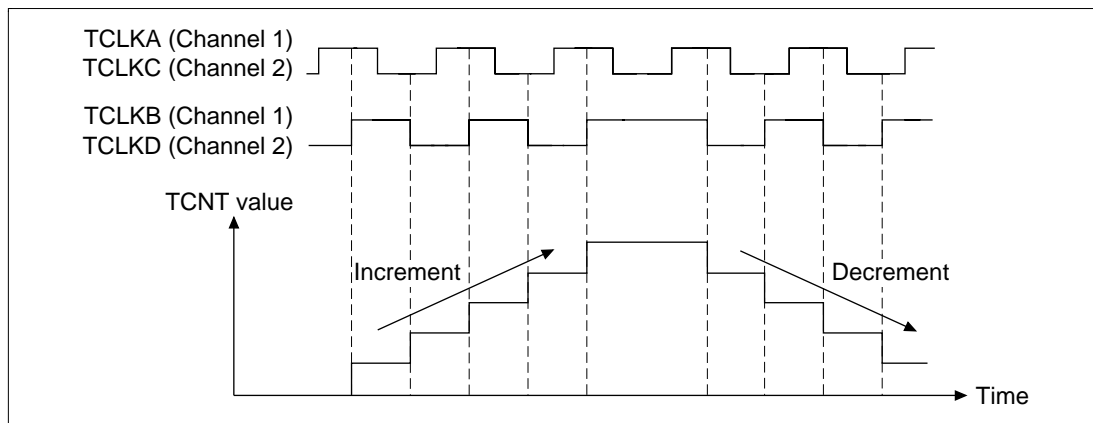 TCLKA (Channel 1)
TCLKC (Channel 2)
TCLKB (Channel 1)
TCLKD (Channel 2)
TCNT value
Increment
Decrement
Time